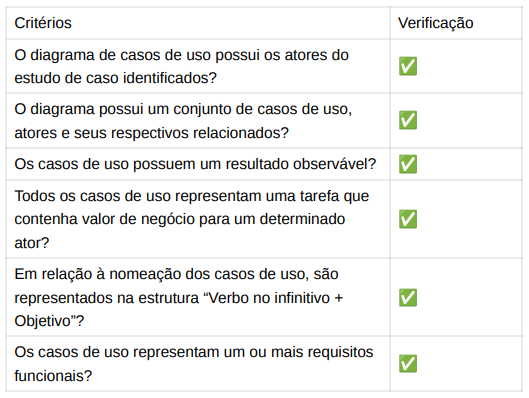 Critérios Verificação
O diagrama de casos de uso possui os atores do
estudo de caso identificados? ✅
O diagrama possui um conjunto de casos de uso,
atores e seus respectivos relacionados? ✅
Os casos de uso possuem um resultado observável? ✅
Todos os casos de uso representam uma tarefa que
contenha valor de negócio para um determinado
ator? ✅
Em relação à nomeação dos casos de uso, são
representados na estrutura “Verbo no infinitivo +
Objetivo”? ✅
Os casos de uso representam um ou mais requisitos
funcionais? ✅